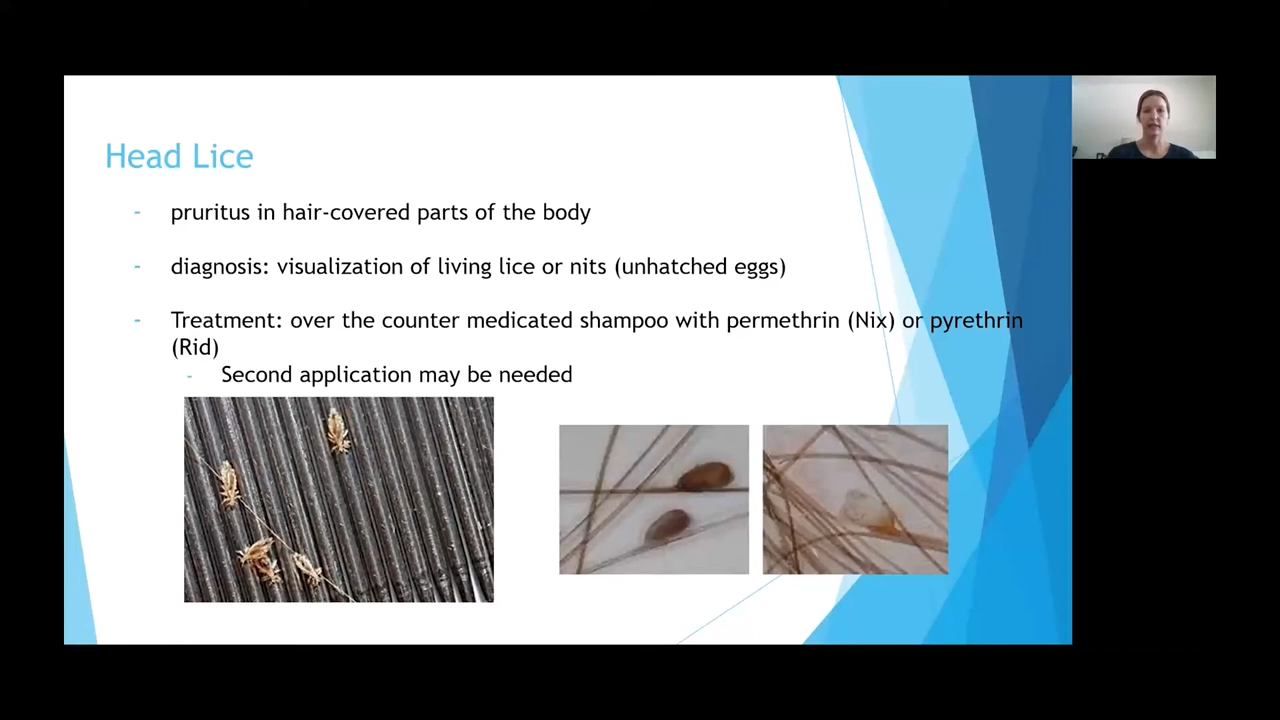 Head Lice
- pruritus in hair-covered parts of the body
- diagnosis: visualization of living lice or nits (unhatched eggs)
- Treatment: over the counter medicated shampoo with permethrin (Nix) or pyrethrin
(Rid)
- Second application may be needed